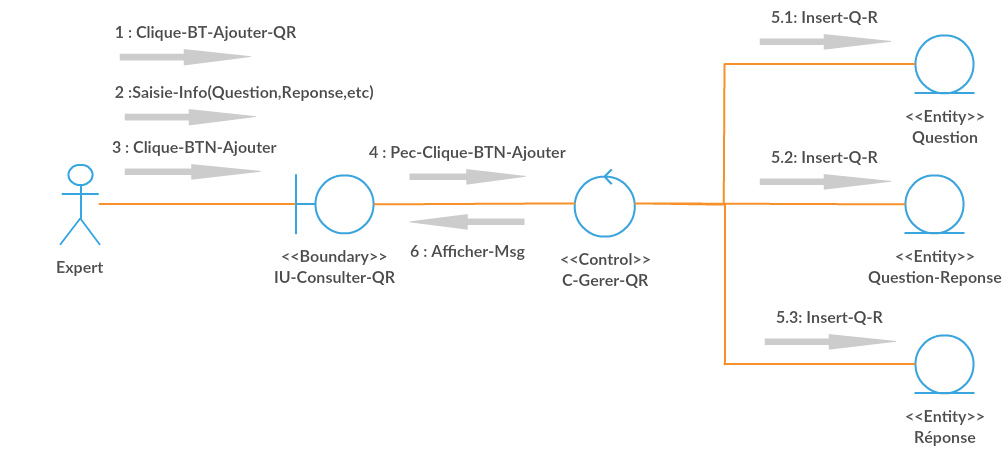 1 : Clique-BT-Ajouter-QR
2 :Saisie-Info(Question,Reponse,etc)
3 : Clique-BTN-Ajouter
Expert
<<Boundary>>
IU-Consulter-QR
4 : Pec-Clique-BTN-Ajouter
6 : Afficher-Msg
<<Control>>
C-Gerer-QR
5.1: Insert-Q-R
<<Entity>>
Question
5.2: Insert-Q-R
<<Entity>>
Question-Reponse
5.3: Insert-Q-R
<<Entity>>
Réponse